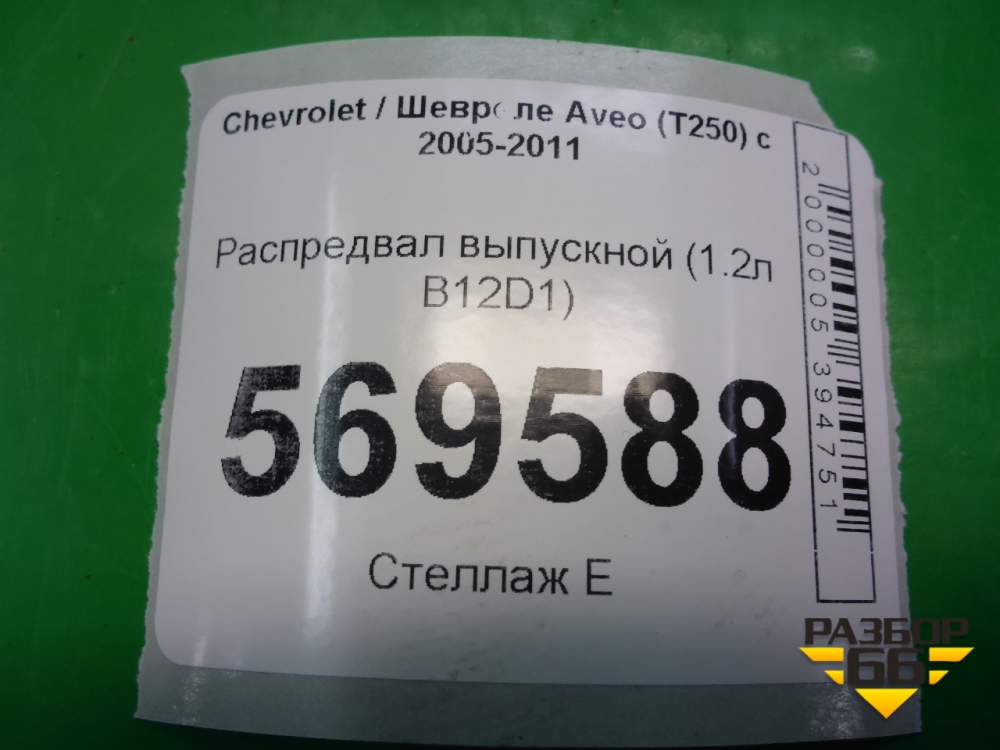 Chevrolet / Шевроле Aveo (T250) с
2005-2011
Распредвал выпускной (1.2л
B12D1)
569588
Стеллаж Е
2000005394751
РАЗБОР
66